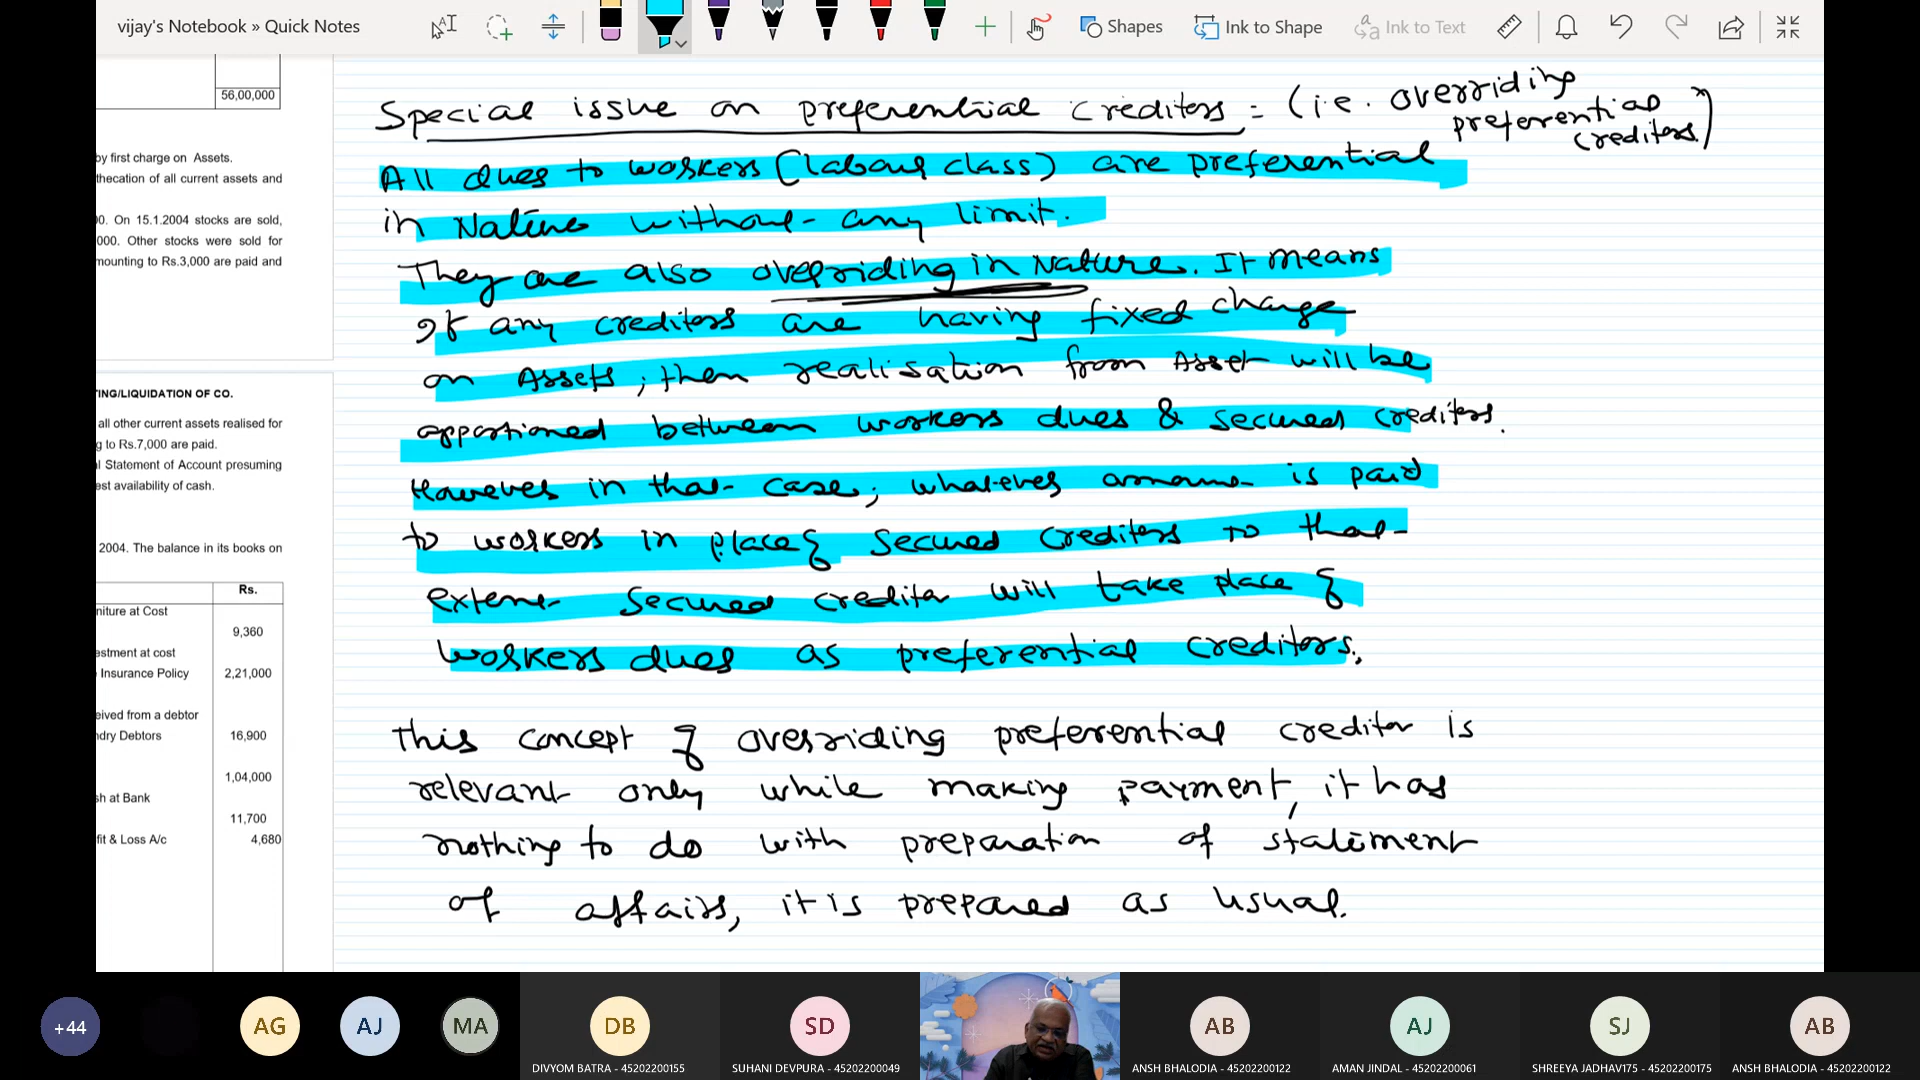 vijay's Notebook » Quick Notes
Shapes
Ink to Shape
Ink to Text
56,00,000
by first charge on Assets.
thecation of all current assets and
0. On 15.1.2004 stocks are sold,
000. Other stocks were sold for
mounting to Rs.3,000 are paid and
ING/LIQUIDATION OF CO.
all other current assets realised for
g to Rs.7,000 are paid.
l Statement of Account presuming
est availability of cash.
2004. The balance in its books on
Rs.
niture at Cost
9,360
estment at cost
Insurance Policy 2,21,000
eived from a debtor
ndry Debtors 16,900
1,04,000
sh at Bank
11,700
fit & Loss A/c 4,680
Special issue on preferential creditors = (i.e. overriding
preferential
creditors)
All dues to workers (labour class) are preferential
in Nature without any limit.
They are also overriding in Nature. It means
If any creditors are having fixed charge
on Assets, then realisation from Asset will be
apportioned between workers dues & secured creditors.
However in that case, whatever amount is paid
to workers in place of secured creditors to that
extent secured creditor will take place of
workers dues as preferential creditors.
This concept of overriding preferential creditor is
relevant only while making payment, it has
nothing to do with preparation of statement
of affairs, it is prepared as usual.
+44
AG
AJ
MA
DB
SD
AB
AJ
SJ
AB
DIVYOM BATRA - 45202200155
SUHANI DEVPURA - 45202200049
ANSH BHALODIA - 45202200122
AMAN JINDAL - 45202200061
SHREEYA JADHAV175 - 45202200175
ANSH BHALODIA - 45202200122